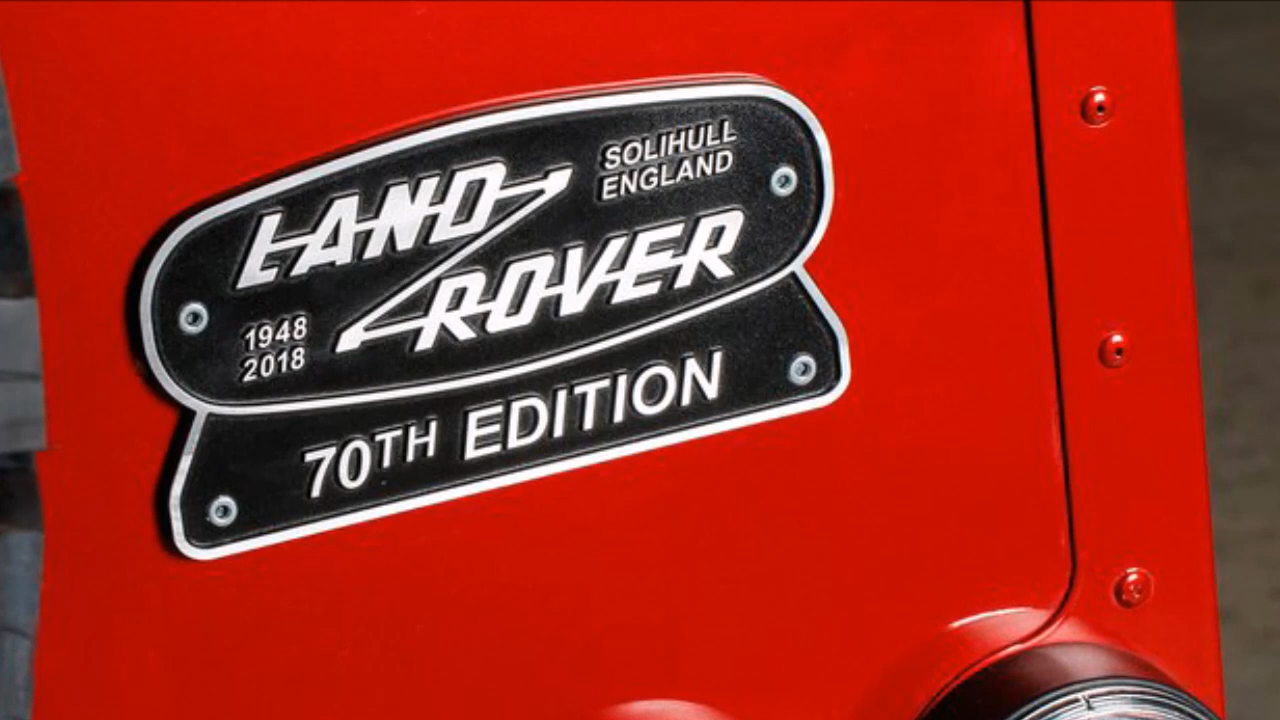 LAND
SOLIHULL
ENGLAND
ROVER
1948
2018
70TH EDITION